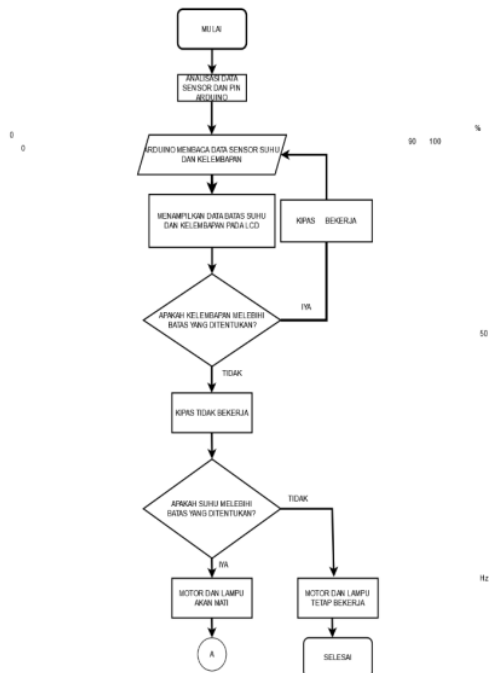 MULAI
ANALISASI DATA
SENSOR DAN PIN
ARDUINO
0
0
90 100
%
ARDUINO MEMBACA DATA SENSOR SUHU
DAN KELEMBAPAN
MENAMPILKAN DATA BATAS SUHU
DAN KELEMBAPAN PADA LCD
KIPAS BEKERJA
APAKAH KELEMBAPAN MELEBIHI
BATAS YANG DITENTUKAN?
IYA
50
TIDAK
KIPAS TIDAK BEKERJA
APAKAH SUHU MELEBIHI
BATAS YANG DITENTUKAN?
TIDAK
IYA
Hz
MOTOR DAN LAMPU
AKAN MATI
MOTOR DAN LAMPU
TETAP BEKERJA
A
SELESAI